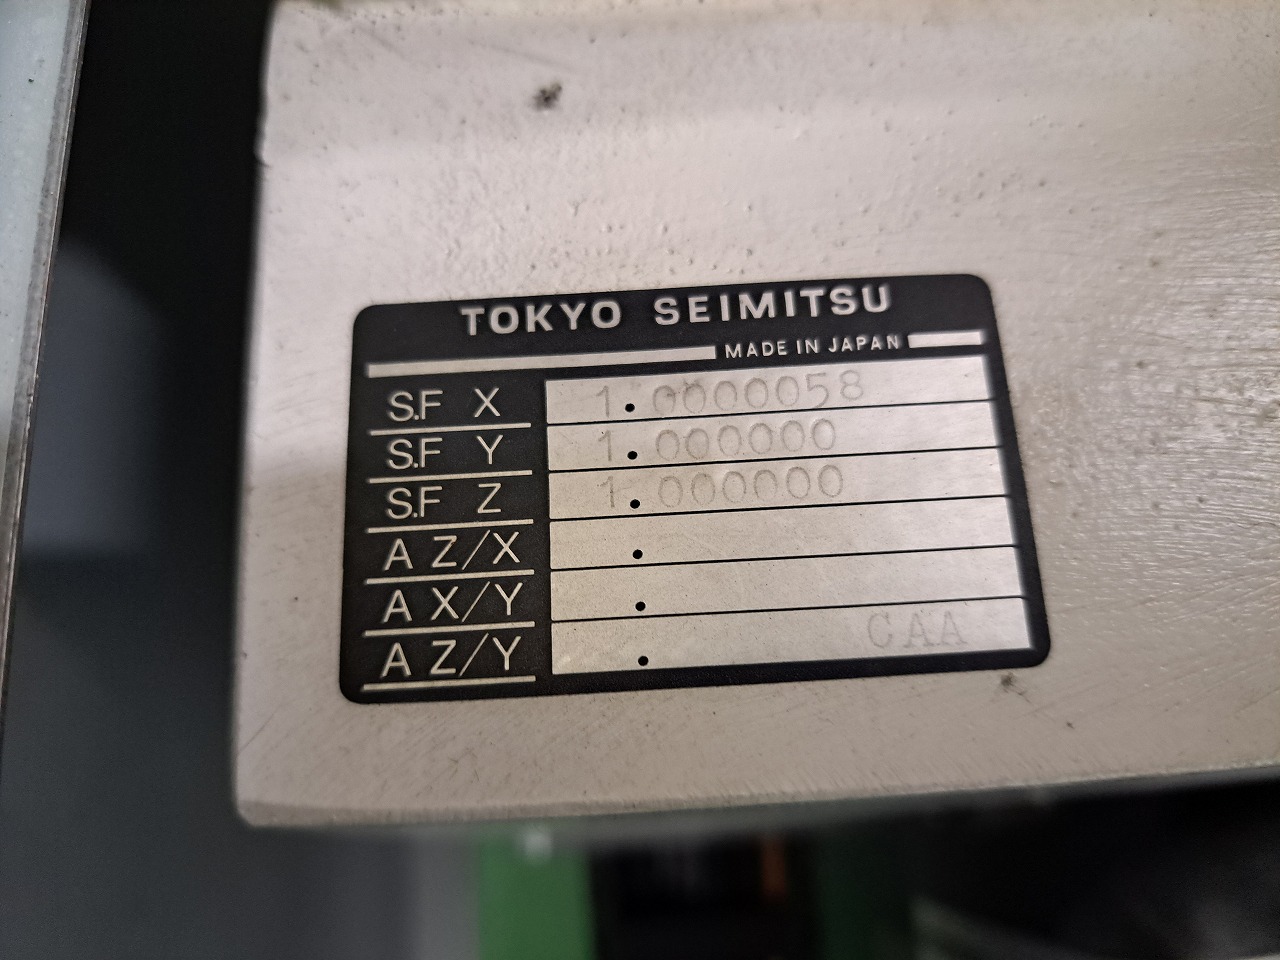 TOKYO SEIMITSU
MADE IN JAPAN
S.F X 1.0000058
S.F Y 1.000000
S.F Z 1.000000
A Z/X .
A X/Y .
A Z/Y . CAA